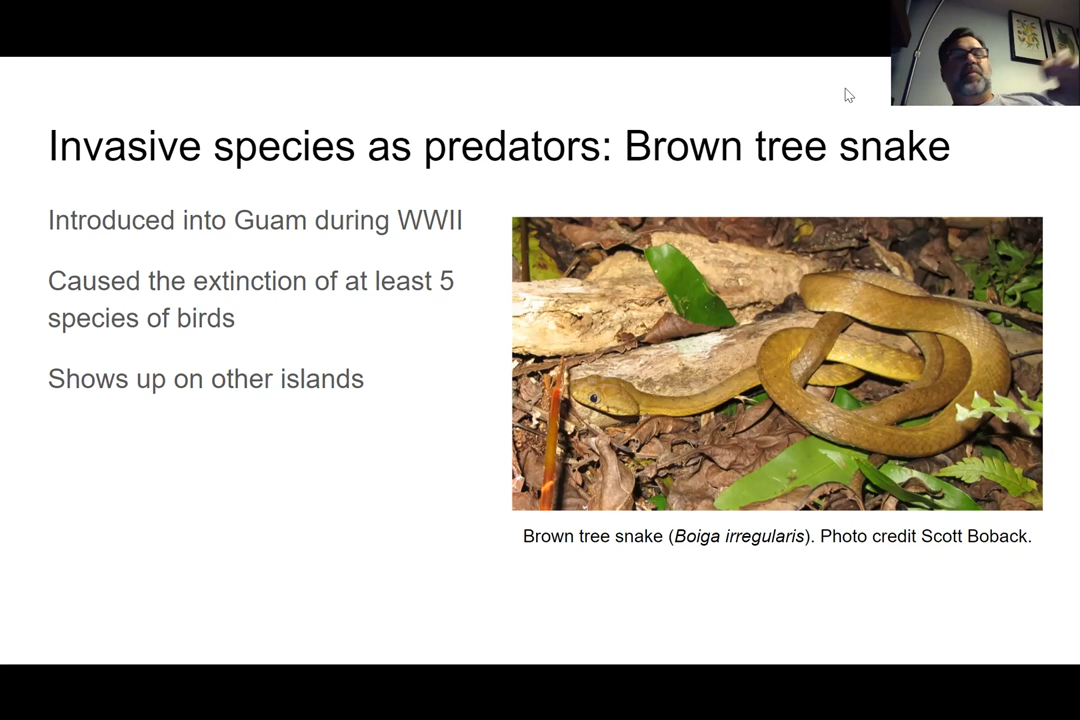 Invasive species as predators: Brown tree snake
Introduced into Guam during WWII
Caused the extinction of at least 5
species of birds
Shows up on other islands
Brown tree snake (Boiga irregularis). Photo credit Scott Boback.